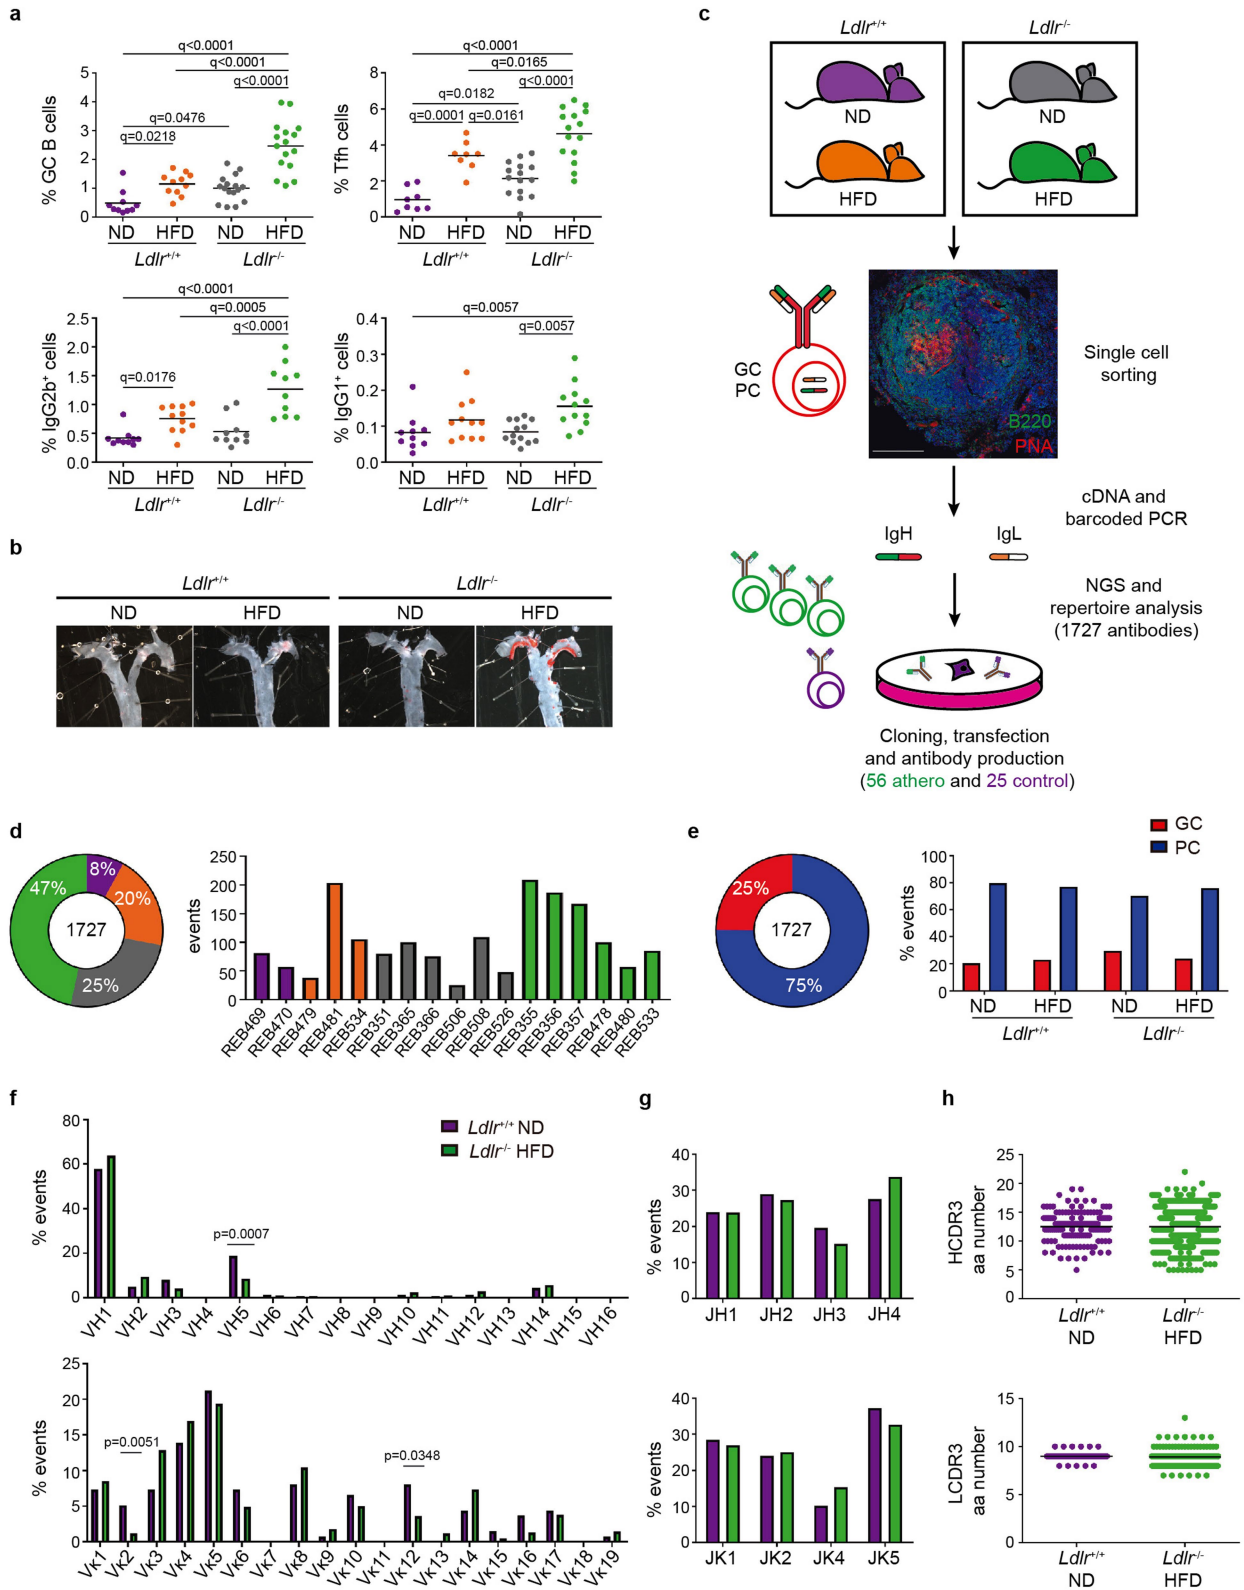 a
q<0.0001
q<0.0001
q<0.0001
q=0.0476
q=0.0218
% GC B cells
5
4
3
2
1
0
ND HFD ND HFD
Ldlr+/+ Ldlr-/-
q<0.0001
q=0.0165
q<0.0001
q=0.0182
q=0.0001 q=0.0161
% Tfh cells
8
6
4
2
0
ND HFD ND HFD
Ldlr+/+ Ldlr-/-
q<0.0001
q=0.0005
q<0.0001
q=0.0176
% IgG2b+ cells
2.5
2.0
1.5
1.0
0.5
0.0
ND HFD ND HFD
Ldlr+/+ Ldlr-/-
q=0.0057
q=0.0057
% IgG1+ cells
0.4
0.3
0.2
0.1
0.0
ND HFD ND HFD
Ldlr+/+ Ldlr-/-
b
Ldlr+/+ Ldlr-/-
ND HFD ND HFD
c
Ldlr+/+ Ldlr-/-
ND ND
HFD HFD
GC
PC
B220
PNA
Single cell
sorting
cDNA and
barcoded PCR
IgH IgL
NGS and
repertoire analysis
(1727 antibodies)
Cloning, transfection
and antibody production
(56 athero and 25 control)
d
47%
8%
20%
25%
1727
events
250
200
150
100
50
0
REB469
REB470
REB479
REB481
REB534
REB351
REB365
REB366
REB506
REB508
REB526
REB355
REB356
REB357
REB478
REB480
REB533
e
25%
75%
1727
GC
PC
% events
100
80
60
40
20
0
ND HFD ND HFD
Ldlr+/+ Ldlr-/-
f
Ldlr+/+ ND
Ldlr-/- HFD
% events
80
60
40
20
0
p=0.0007
VH1
VH2
VH3
VH4
VH5
VH6
VH7
VH8
VH9
VH10
VH11
VH12
VH13
VH14
VH15
VH16
% events
25
20
15
10
5
0
p=0.0051
p=0.0348
Vκ1
Vκ2
Vκ3
Vκ4
Vκ5
Vκ6
Vκ7
Vκ8
Vκ9
Vκ10
Vκ11
Vκ12
Vκ13
Vκ14
Vκ15
Vκ16
Vκ17
Vκ18
Vκ19
g
% events
40
30
20
10
0
JH1 JH2 JH3 JH4
% events
40
30
20
10
0
JK1 JK2 JK4 JK5
h
HCDR3
aa number
25
20
15
10
5
0
Ldlr+/+ Ldlr-/-
ND HFD
LCDR3
aa number
15
10
5
0
Ldlr+/+ Ldlr-/-
ND HFD